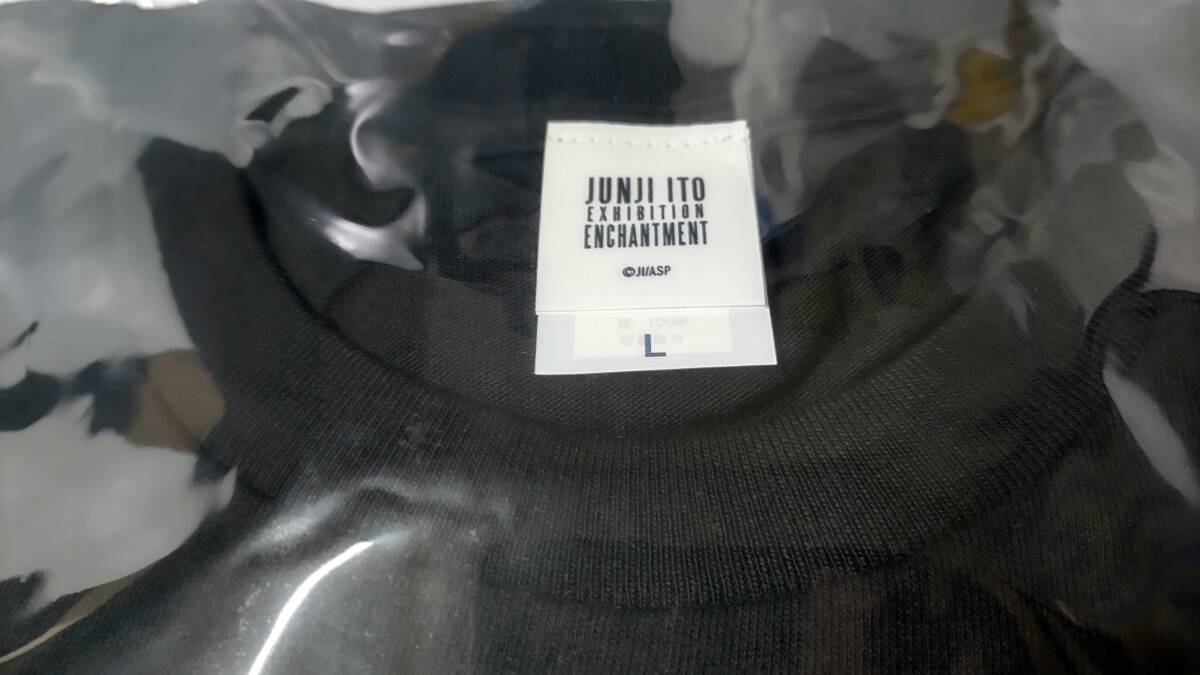 JUNJI ITO
EXHIBITION
ENCHANTMENT
©JI/ASP
L